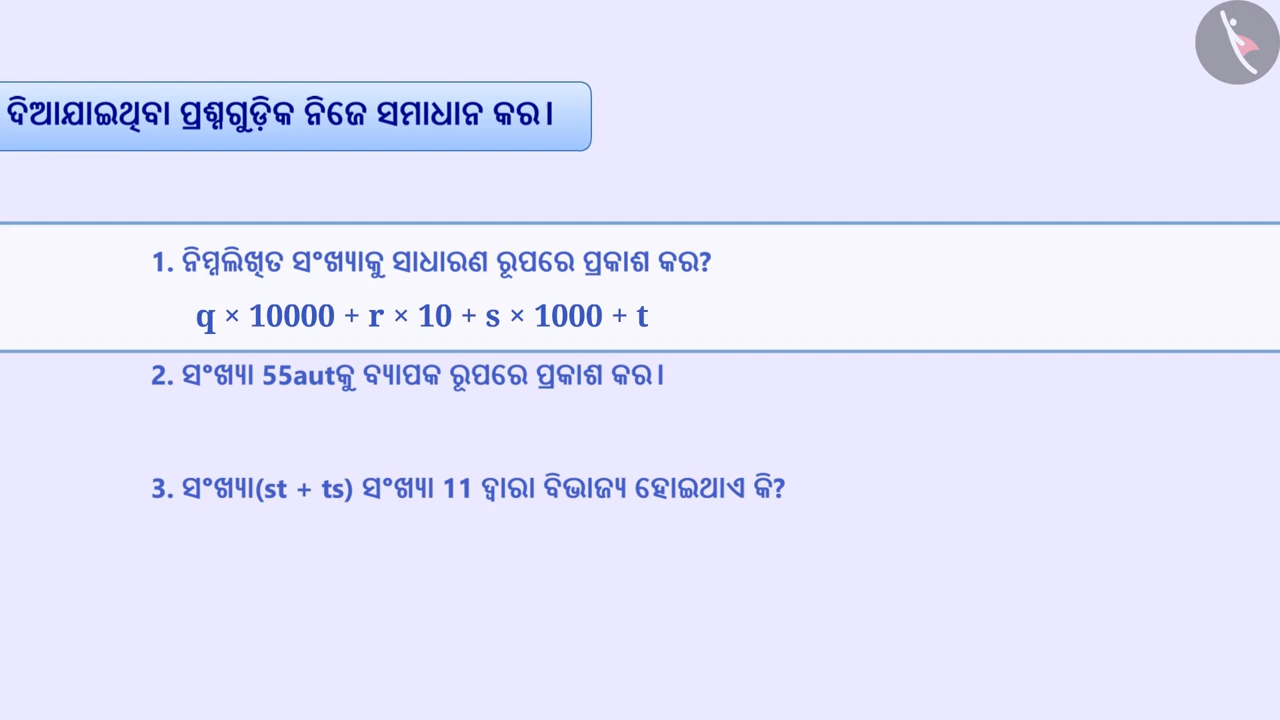 ଦିଆଯାଇଥିବା ପ୍ରଶ୍ନଗୁଡ଼ିକ ନିଜେ ସମାଧାନ କର।
1. ନିମ୍ନଲିଖିତ ସଂଖ୍ୟାକୁ ସାଧାରଣ ରୂପରେ ପ୍ରକାଶ କର?
q × 10000 + r × 10 + s × 1000 + t
2. ସଂଖ୍ୟା 55autକୁ ବ୍ୟାପକ ରୂପରେ ପ୍ରକାଶ କର।
3. ସଂଖ୍ୟା(st + ts) ସଂଖ୍ୟା 11 ଦ୍ୱାରା ବିଭାଜ୍ୟ ହୋଇଥାଏ କି?